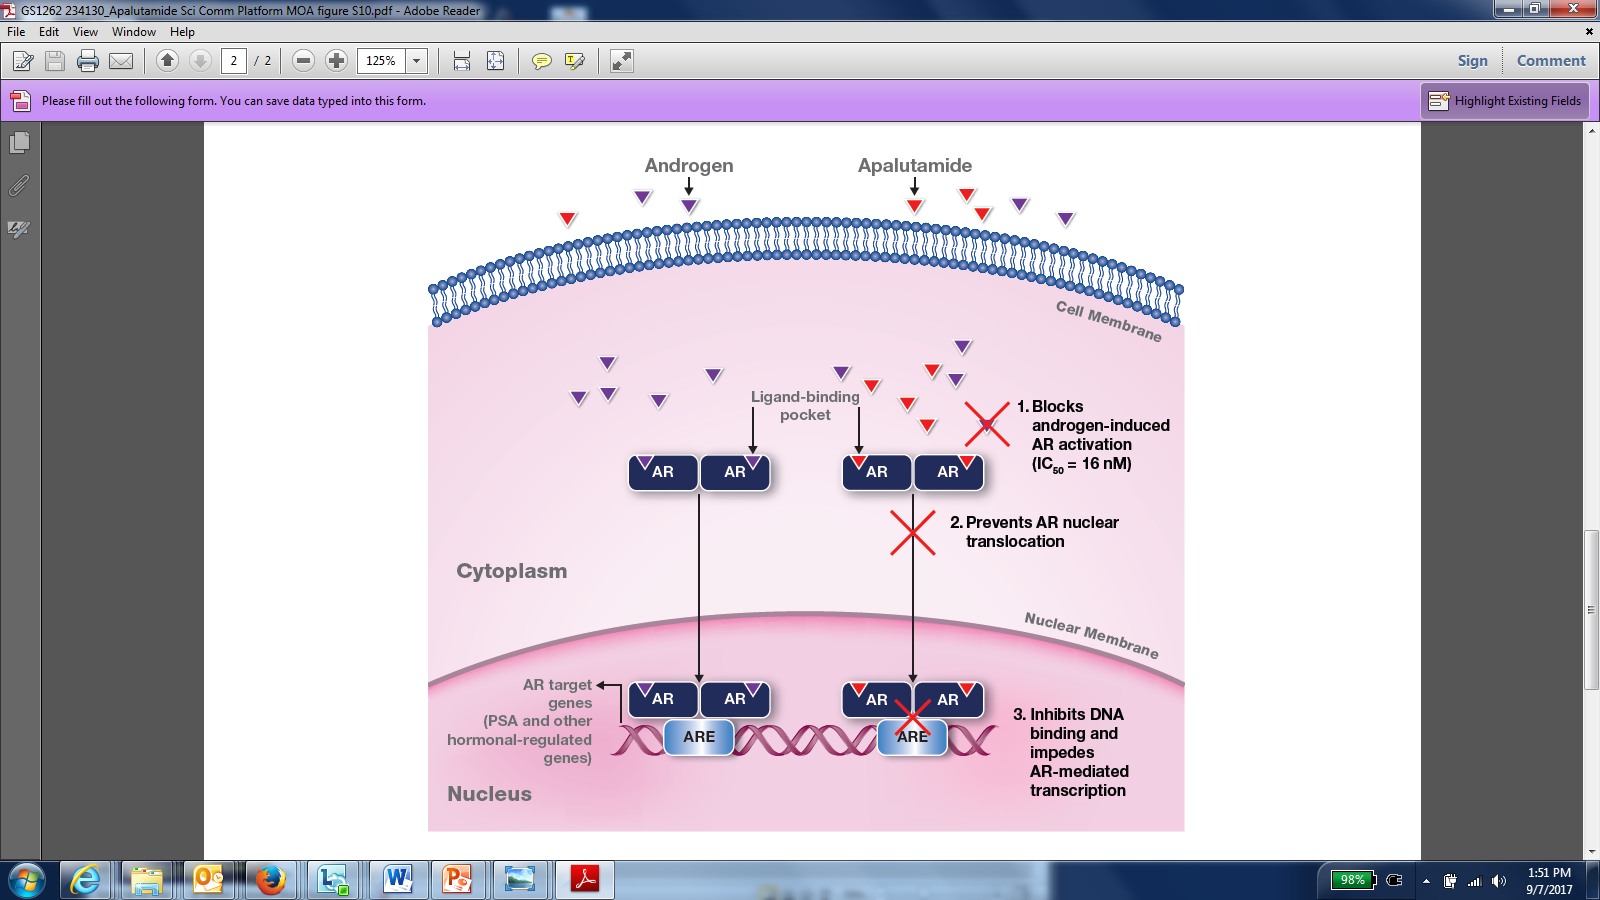 GS1262 234130_Apalutamide Sci Comm Platform MOA figure S10.pdf - Adobe Reader
File Edit View Window Help
2 / 2 125% Sign Comment
Please fill out the following form. You can save data typed into this form.
Highlight Existing Fields
Androgen
Apalutamide
Cell Membrane
Ligand-binding
pocket
1. Blocks
androgen-induced
AR activation
(IC50 = 16 nM)
AR AR AR AR
2. Prevents AR nuclear
translocation
Cytoplasm
Nuclear Membrane
AR target
genes
(PSA and other
hormonal-regulated
genes)
AR AR AR AR
ARE ARE
3. Inhibits DNA
binding and
impedes
AR-mediated
transcription
Nucleus
98%
1:51 PM
9/7/2017